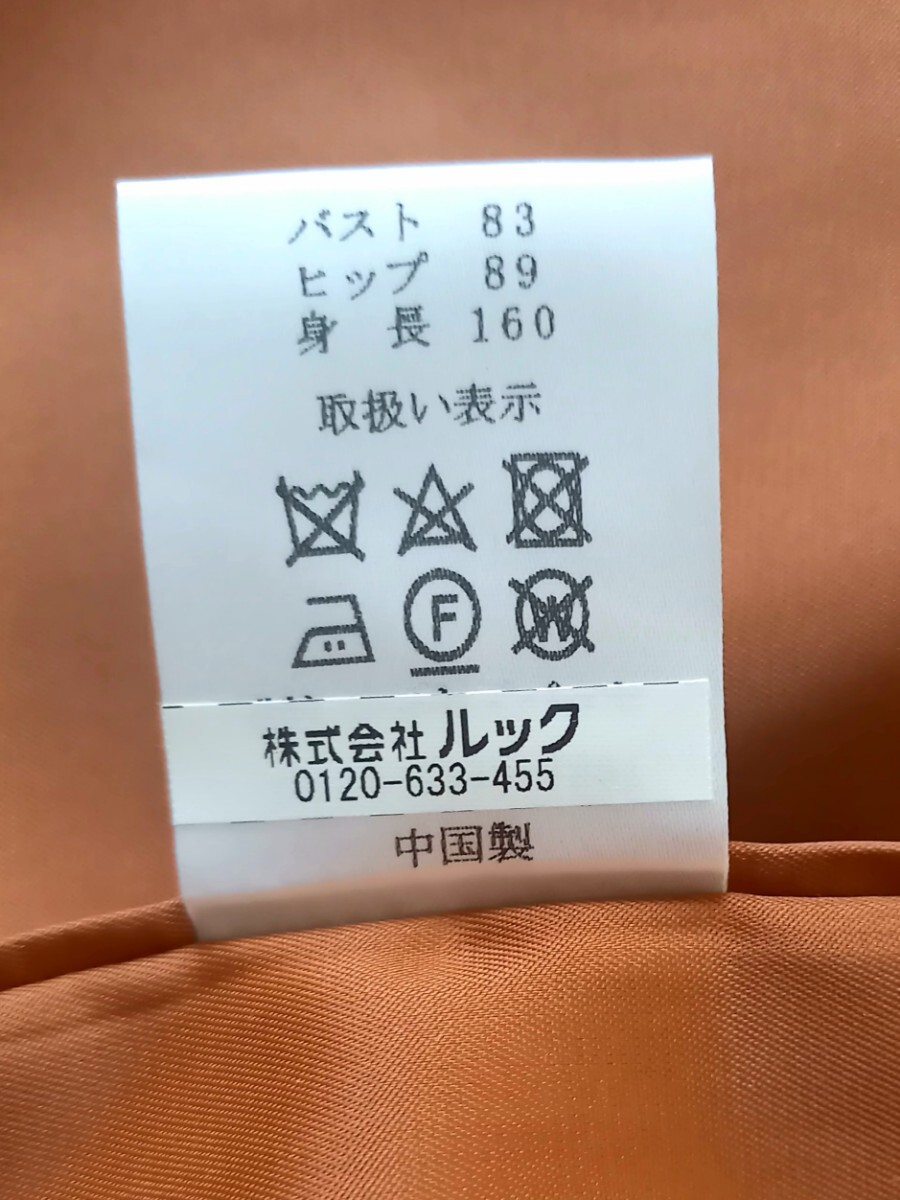 バスト 83
ヒップ 89
身 長 160
取扱い表示
F W
株式会社 ルック
0120-633-455
中国製